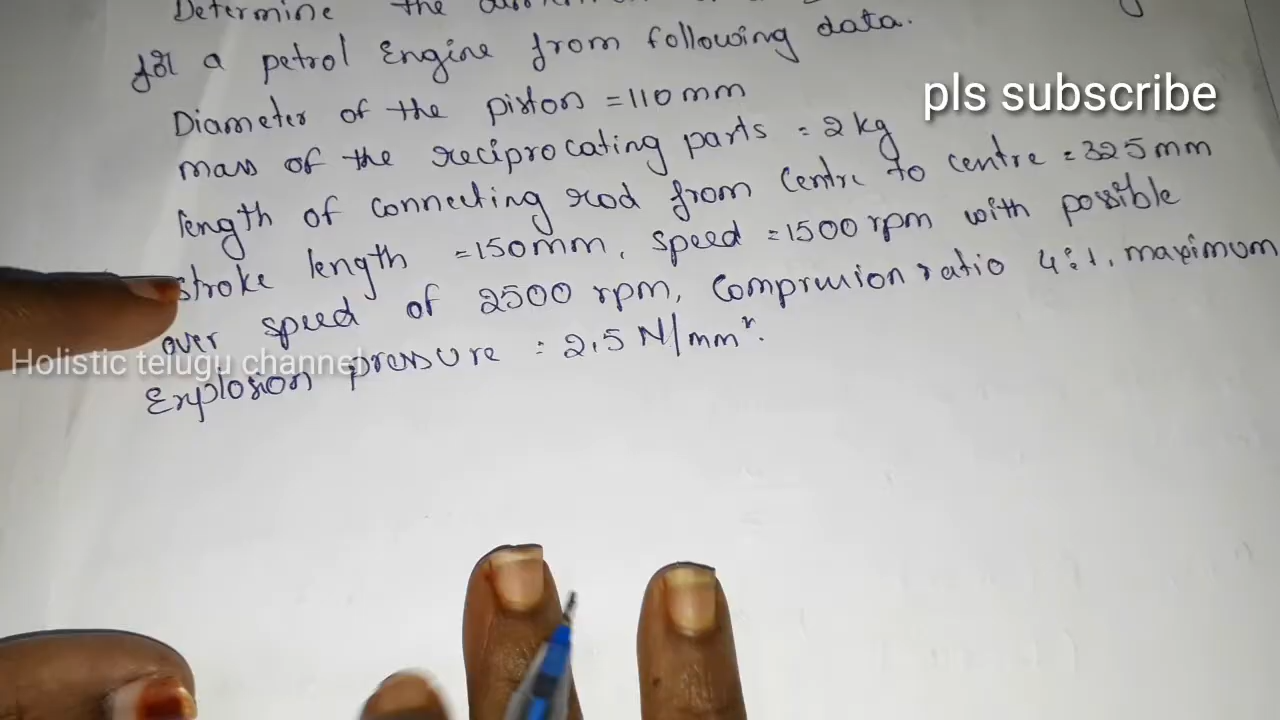 Determine the
for a petrol Engine from following data.
pls subscribe
Diameter of the piston = 110 mm
mass of the reciprocating parts = 2 kg
length of connecting rod from centre to centre = 325 mm
stroke length = 150mm, speed = 1500 rpm with possible
over speed of 2500 rpm, compression ratio 4:1, maximum
Holistic telugu channel
Explosion pressure = 2.5 N/mm².